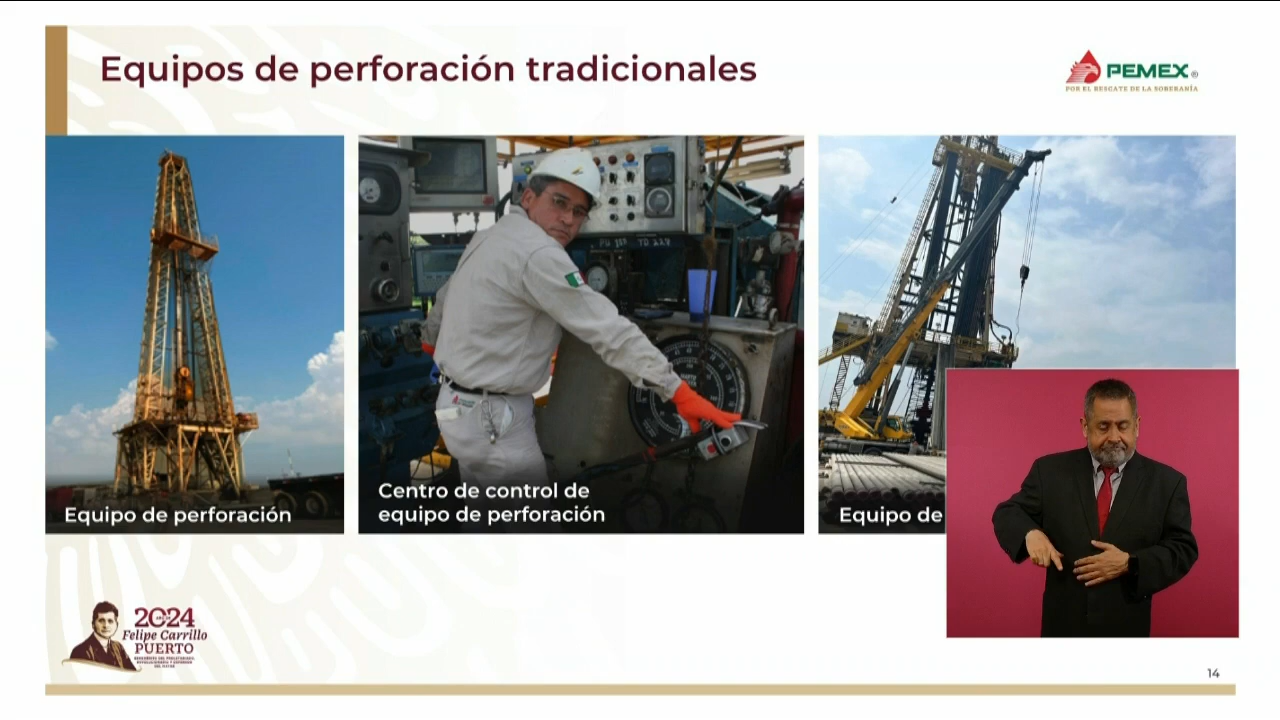 Equipos de perforación tradicionales
PEMEX®
POR EL RESCATE DE LA SOBERANÍA
Equipo de perforación
Centro de control de
equipo de perforación
Equipo de
2024
Felipe Carrillo
PUERTO
14